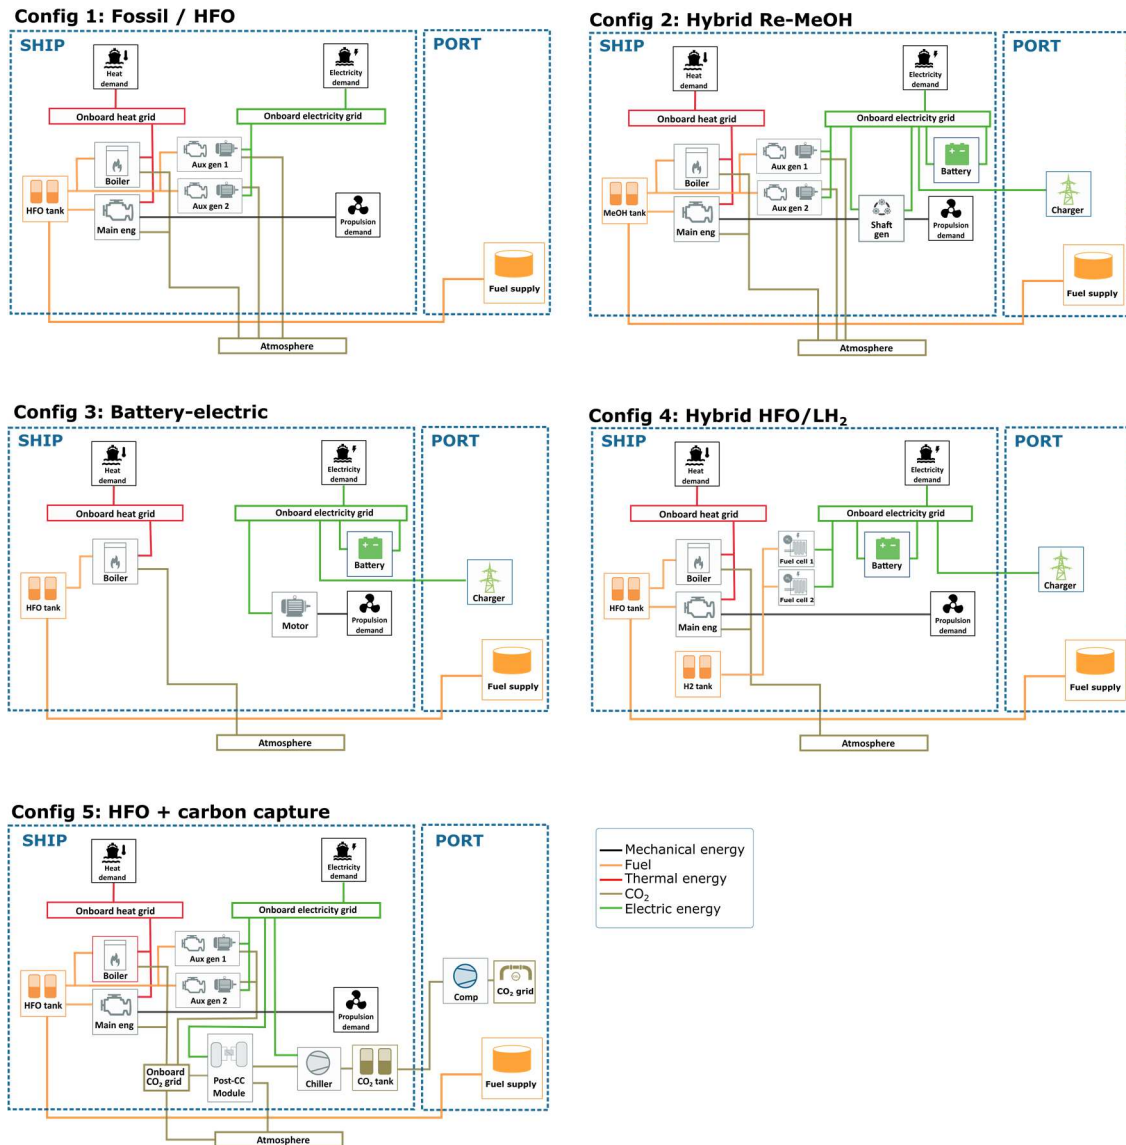 Config 1: Fossil / HFO
SHIP
PORT
Heat
demand
Electricity
demand
Onboard heat grid
Onboard electricity grid
Boiler
Aux gen 1
Aux gen 2
HFO tank
Main eng
Propulsion
demand
Fuel supply
Atmosphere
Config 2: Hybrid Re-MeOH
SHIP
PORT
Heat
demand
Electricity
demand
Onboard heat grid
Onboard electricity grid
Boiler
Aux gen 1
Battery
Aux gen 2
MeOH tank
Main eng
Shaft
gen
Propulsion
demand
Charger
Fuel supply
Atmosphere
Config 3: Battery-electric
SHIP
PORT
Heat
demand
Electricity
demand
Onboard heat grid
Onboard electricity grid
Boiler
Battery
HFO tank
Motor
Propulsion
demand
Charger
Fuel supply
Atmosphere
Config 4: Hybrid HFO/LH₂
SHIP
PORT
Heat
demand
Electricity
demand
Onboard heat grid
Onboard electricity grid
Fuel cell 1
Boiler
Battery
Fuel cell 2
HFO tank
Main eng
Propulsion
demand
Charger
H2 tank
Fuel supply
Atmosphere
Config 5: HFO + carbon capture
SHIP
PORT
Heat
demand
Electricity
demand
Onboard heat grid
Onboard electricity grid
Aux gen 1
Boiler
Aux gen 2
HFO tank
Main eng
Propulsion
demand
Comp
CO₂ grid
Onboard
CO₂ grid
Post-CC
Module
Chiller
CO₂ tank
Fuel supply
Atmosphere
Mechanical energy
Fuel
Thermal energy
CO₂
Electric energy